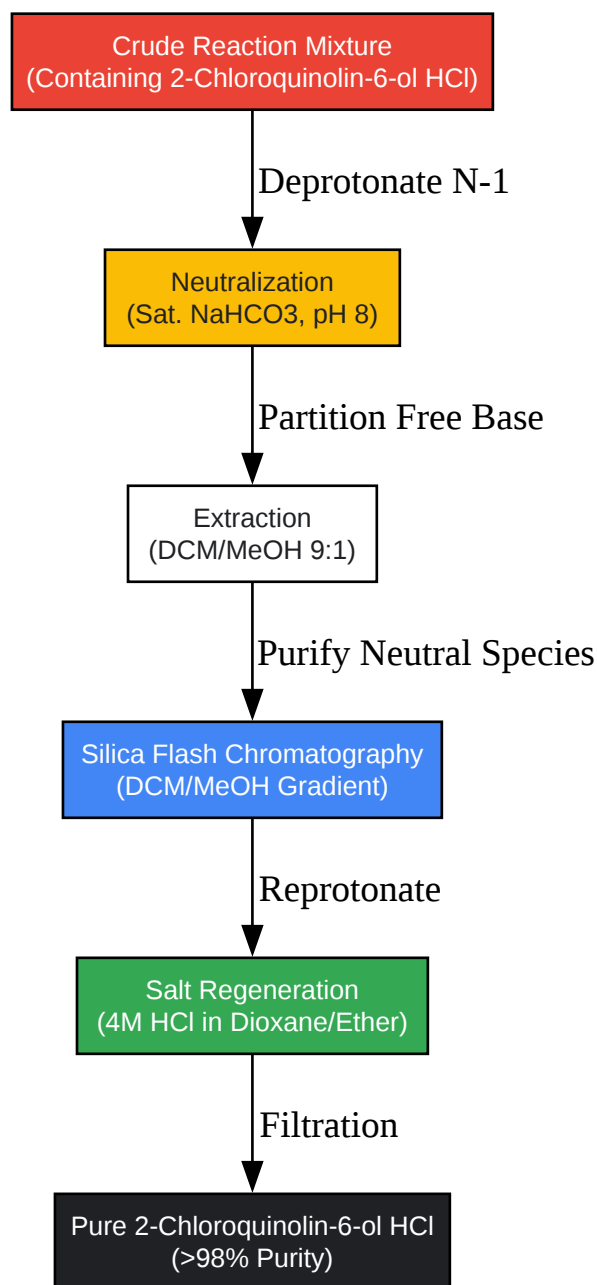 Crude Reaction Mixture
(Containing 2-Chloroquinolin-6-ol HCl)
Deprotonate N-1
Neutralization
(Sat. NaHCO3, pH 8)
Partition Free Base
Extraction
(DCM/MeOH 9:1)
Purify Neutral Species
Silica Flash Chromatography
(DCM/MeOH Gradient)
Reprotonate
Salt Regeneration
(4M HCl in Dioxane/Ether)
Filtration
Pure 2-Chloroquinolin-6-ol HCl
(>98% Purity)